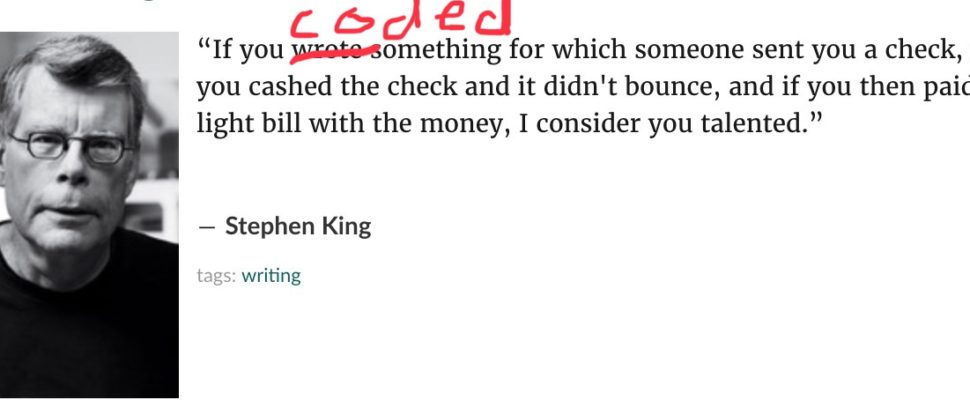 coded
“If you wrote something for which someone sent you a check,
you cashed the check and it didn't bounce, and if you then paid
light bill with the money, I consider you talented.”
— Stephen King
tags: writing